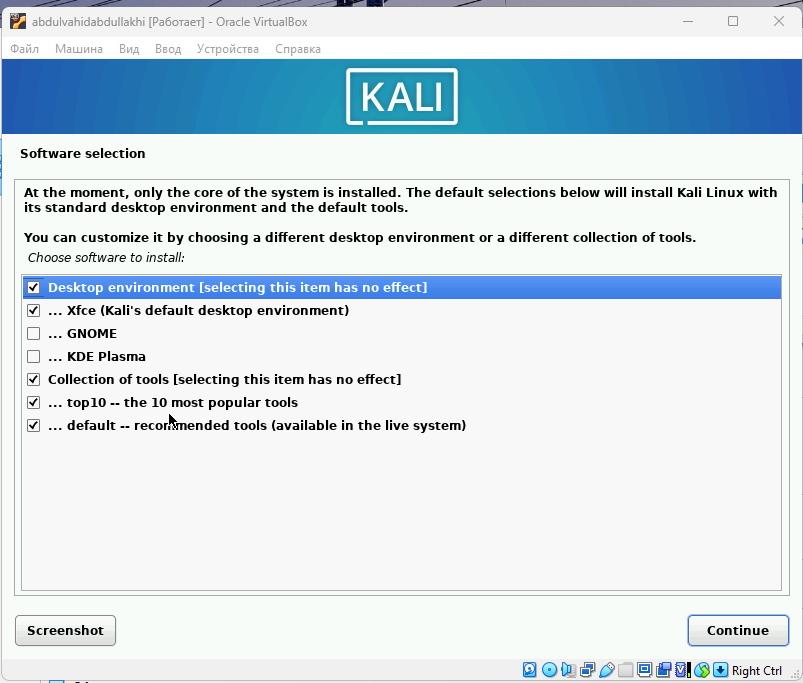 abdulvahidabdullakhi [Работает] - Oracle VirtualBox
Файл Машина Вид Ввод Устройства Справка
KALI
Software selection
At the moment, only the core of the system is installed. The default selections below will install Kali Linux with
its standard desktop environment and the default tools.
You can customize it by choosing a different desktop environment or a different collection of tools.
Choose software to install:
Desktop environment [selecting this item has no effect]
... Xfce (Kali's default desktop environment)
... GNOME
... KDE Plasma
Collection of tools [selecting this item has no effect]
... top10 -- the 10 most popular tools
... default -- recommended tools (available in the live system)
Screenshot Continue
Right Ctrl